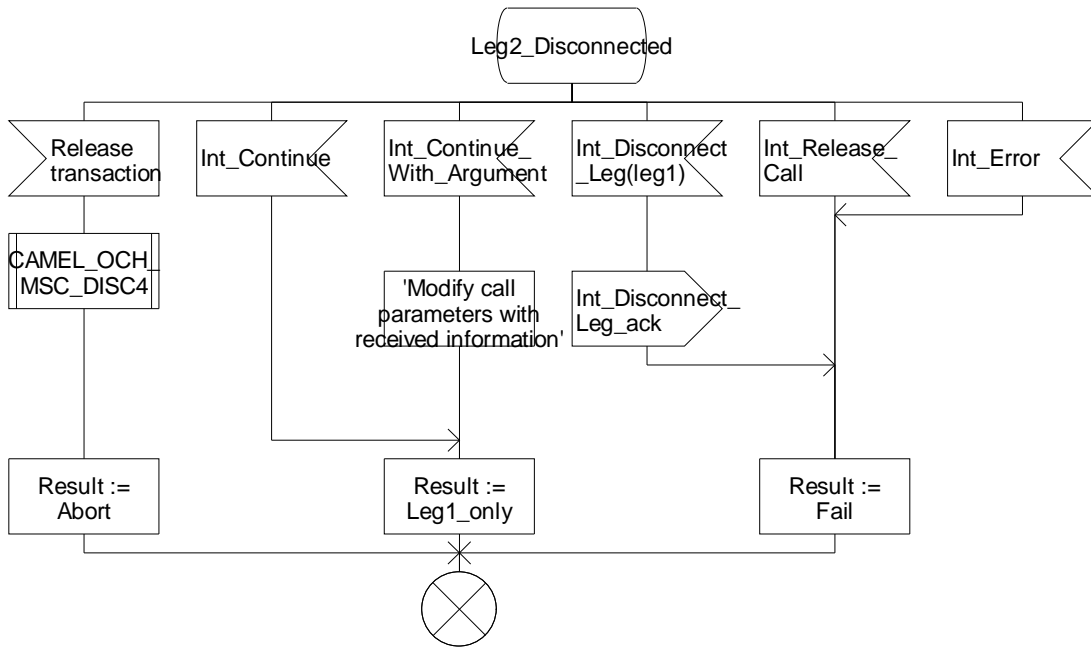 Leg2_Disconnected
Release
transaction
Int_Continue
Int_Continue_
With_Argument
Int_Disconnect
_Leg(leg1)
Int_Release_
Call
Int_Error
CAMEL_OCH_
MSC_DISC4
'Modify call
parameters with
received information'
Int_Disconnect_
Leg_ack
Result :=
Abort
Result :=
Leg1_only
Result :=
Fail